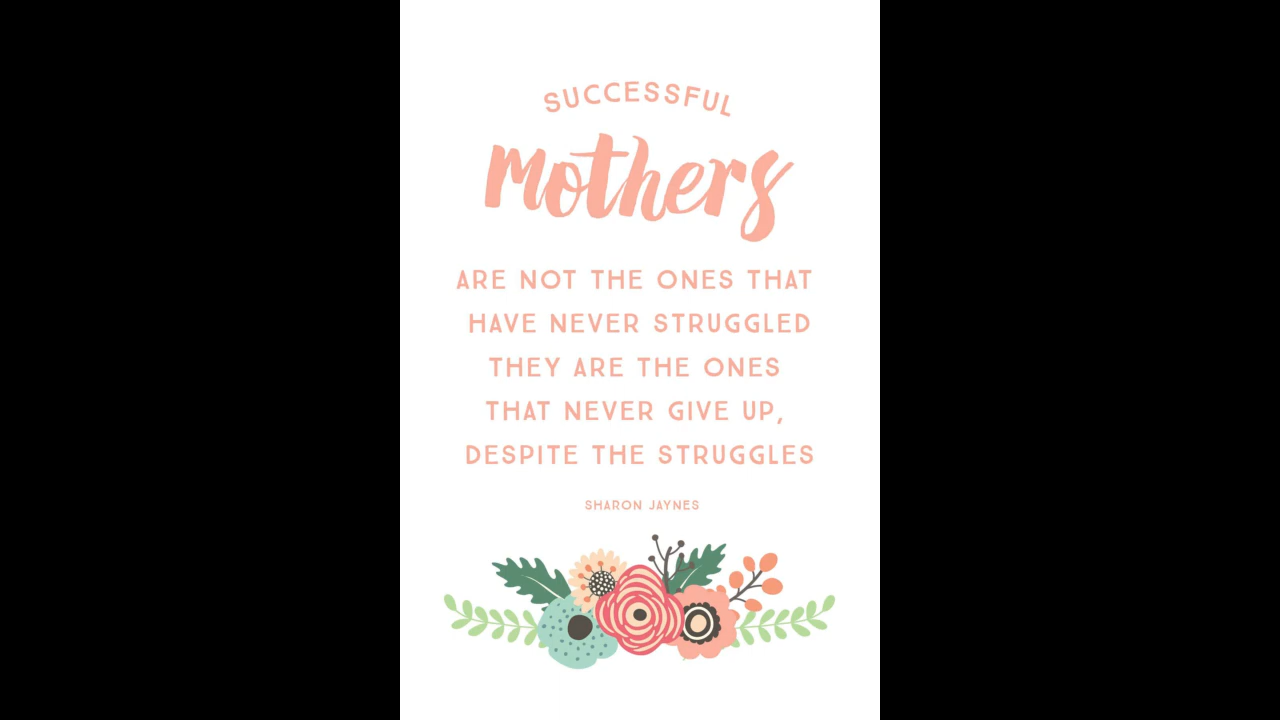 SUCCESSFUL
mothers
ARE NOT THE ONES THAT
HAVE NEVER STRUGGLED
THEY ARE THE ONES
THAT NEVER GIVE UP,
DESPITE THE STRUGGLES
SHARON JAYNES